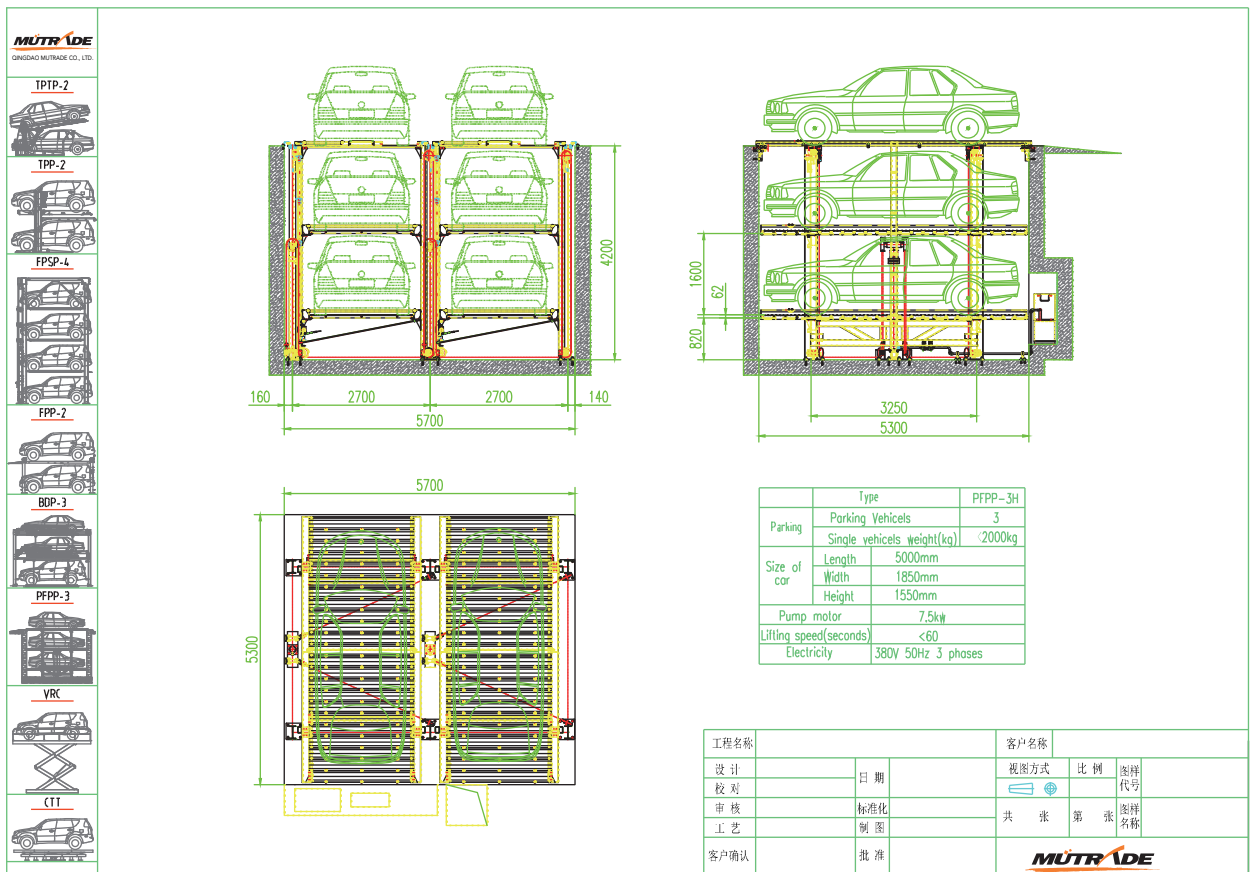 MUTRADE
QINGDAO MUTRADE CO., LTD.
TPTP-2
TPP-2
FPSP-4
FPP-2
BDP-3
PFPP-3
VRC
CTT
4200
160
2700
2700
140
5700
1600
62
820
3250
5300
5700
5300
Type PFPP-3H
Parking
Parking Vehicels 3
Single vehicels weight(kg) <2000kg
Size of
car
Length 5000mm
Width 1850mm
Height 1550mm
Pump motor 7.5kw
Lifting speed(seconds) <60
Electricity 380V 50Hz 3 phases
工程名称 客户名称
设 计 日 期 视图方式 比 例 图样
代号
校 对
审 核 标准化 共 张 第 张 图样
名称
工 艺 制 图
客户确认 批 准
MUTRADE